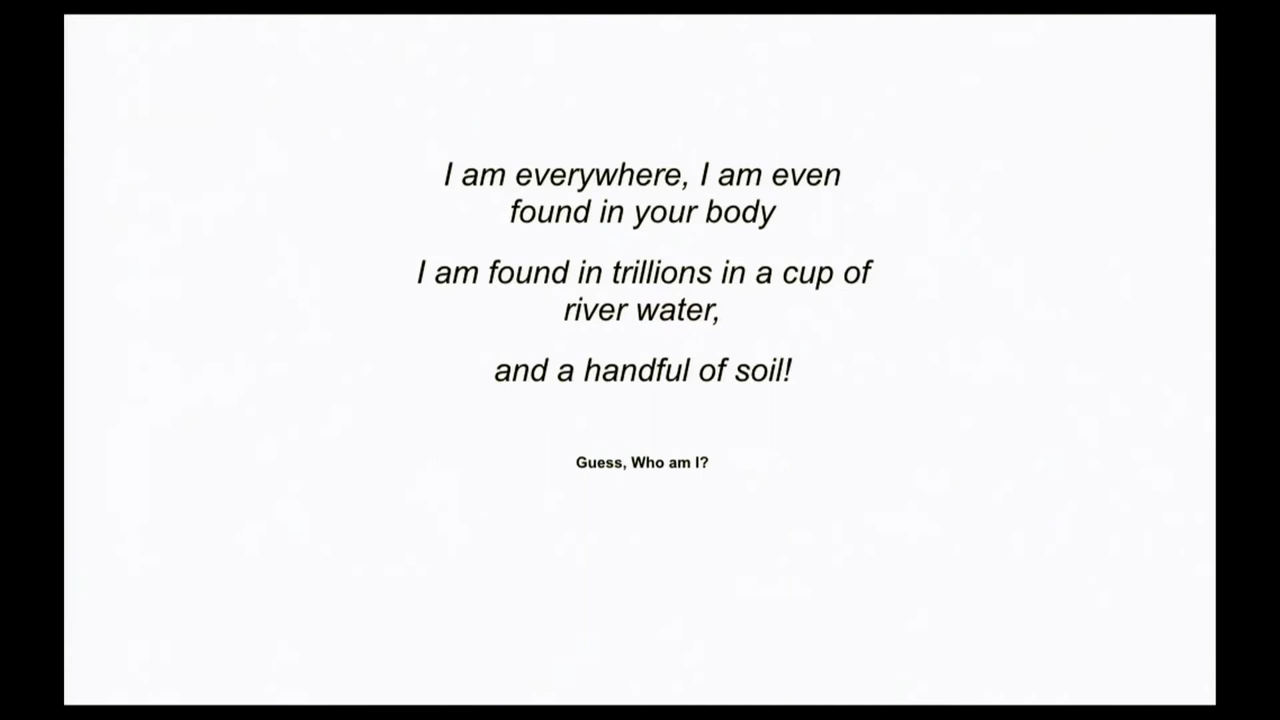 I am everywhere, I am even
found in your body
I am found in trillions in a cup of
river water,
and a handful of soil!
Guess, Who am I?